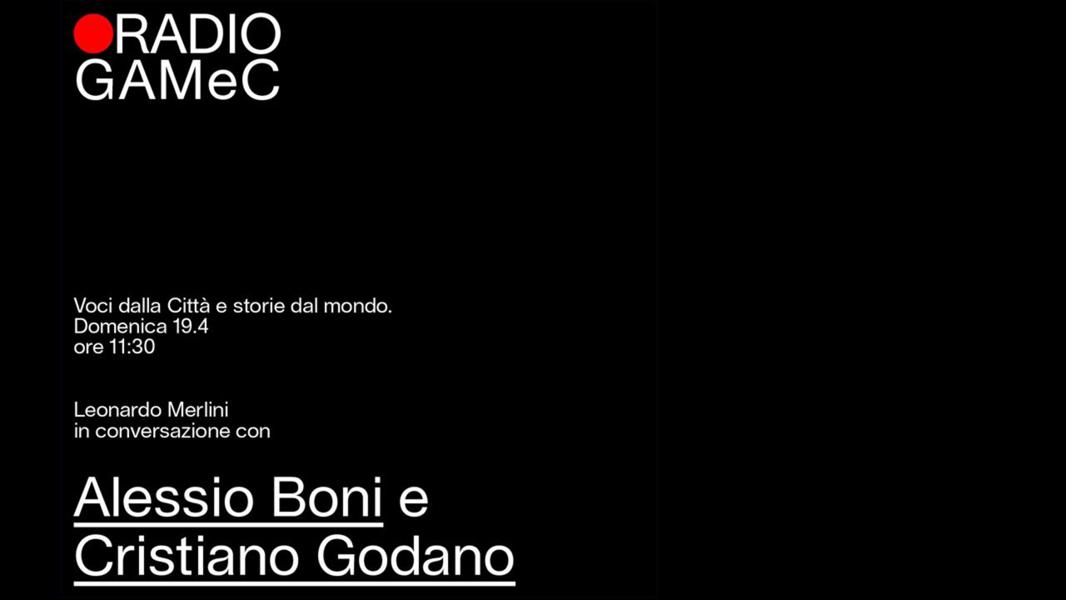 RADIO
GAMeC
Voci dalla Città e storie dal mondo.
Domenica 19.4
ore 11:30
Leonardo Merlini
in conversazione con
Alessio Boni e
Cristiano Godano